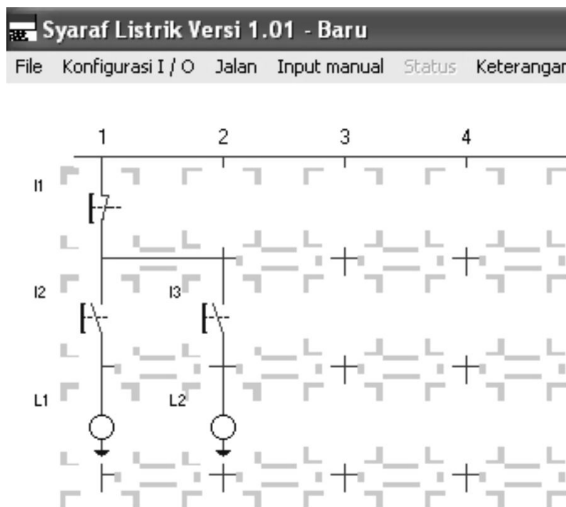 Syaraf Listrik Versi 1.01 - Baru
File Konfigurasi I / O Jalan Input manual Status Keterangan
1 2 3 4
I1
I2 I3
L1 L2